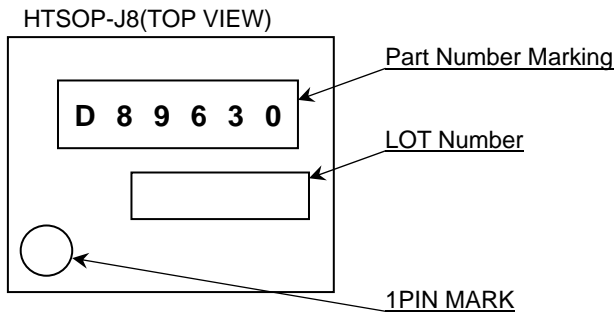 HTSOP-J8(TOP VIEW)
Part Number Marking
D 8 9 6 3 0
LOT Number
1PIN MARK